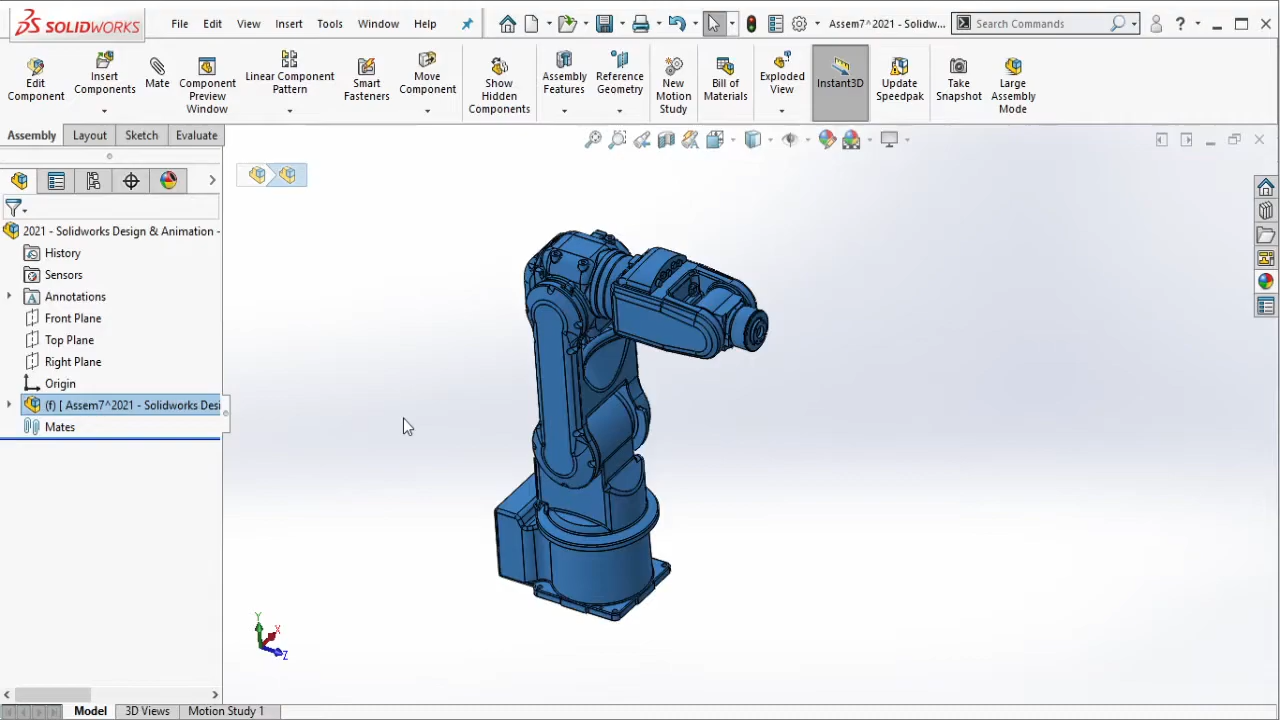 SOLIDWORKS File Edit View Insert Tools Window Help Assem7^2021 - Solidw... Search Commands ?
Edit Component Insert Components Mate Component Preview Window Linear Component Pattern Smart Fasteners Move Component Show Hidden Components Assembly Features Reference Geometry New Motion Study Bill of Materials Exploded View Instant3D Update Speedpak Take Snapshot Large Assembly Mode
Assembly Layout Sketch Evaluate
2021 - Solidworks Design & Animation -
History
Sensors
Annotations
Front Plane
Top Plane
Right Plane
Origin
(f) [ Assem7^2021 - Solidworks Desi
Mates
Y
X
Z
Model 3D Views Motion Study 1